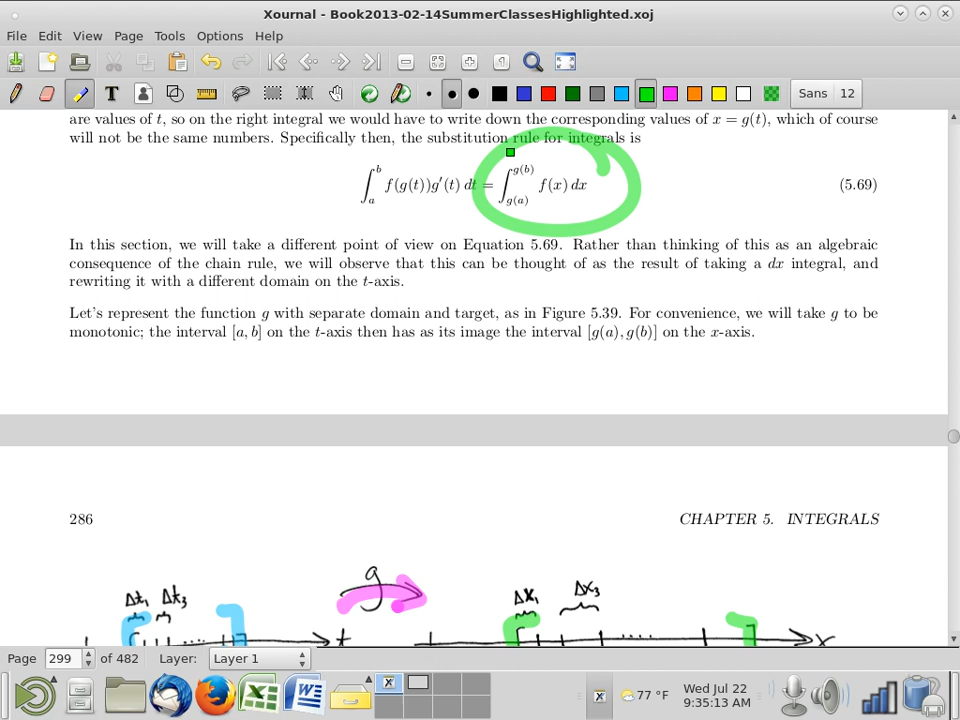 Xournal - Book2013-02-14SummerClassesHighlighted.xoj
File Edit View Page Tools Options Help
T Sans 12
are values of t, so on the right integral we would have to write down the corresponding values of x = g(t), which of course
will not be the same numbers. Specifically then, the substitution rule for integrals is
∫_a^b f(g(t))g′(t) dt = ∫_{g(a)}^{g(b)} f(x) dx (5.69)
In this section, we will take a different point of view on Equation 5.69. Rather than thinking of this as an algebraic
consequence of the chain rule, we will observe that this can be thought of as the result of taking a dx integral, and
rewriting it with a different domain on the t-axis.
Let's represent the function g with separate domain and target, as in Figure 5.39. For convenience, we will take g to be
monotonic; the interval [a, b] on the t-axis then has as its image the interval [g(a), g(b)] on the x-axis.
286 CHAPTER 5. INTEGRALS
g
Δt₁ Δt₃ Δx₁ Δx₃
t x
Page 299 of 482 Layer: Layer 1
77 °F Wed Jul 22
9:35:13 AM